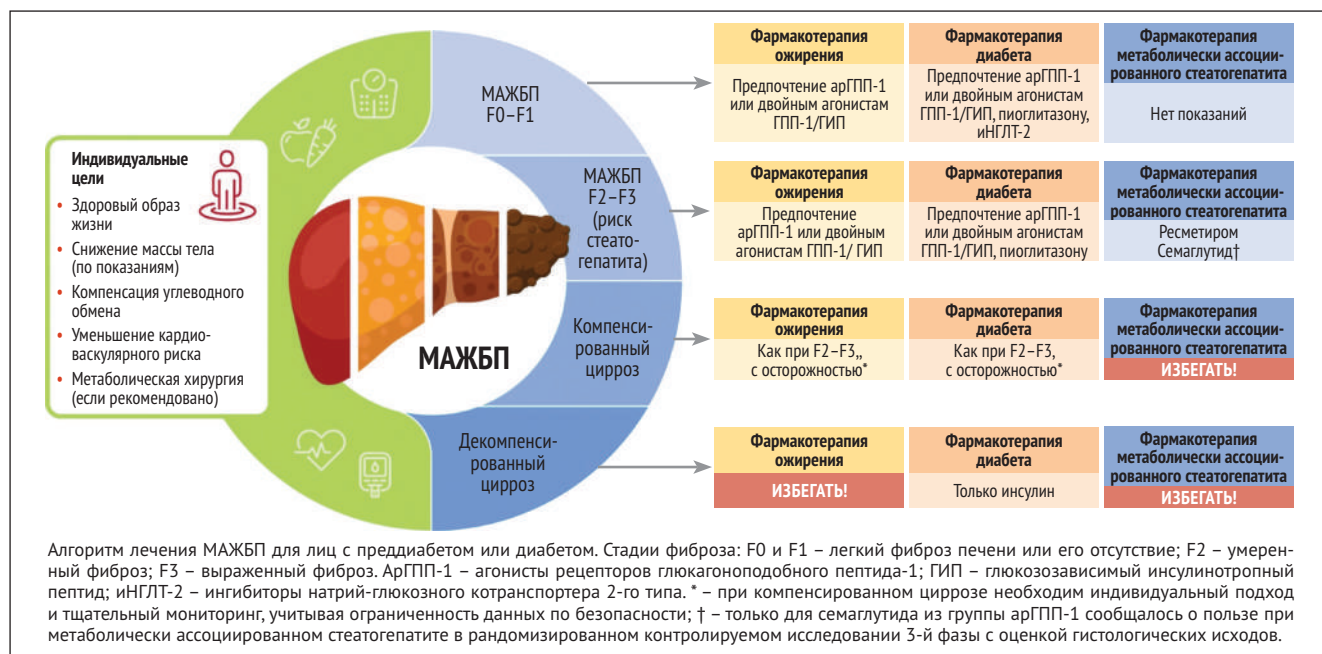 Индивидуальные
цели
• Здоровый образ
жизни
• Снижение массы тела
(по показаниям)
• Компенсация углеводного
обмена
• Уменьшение кардио-
васкулярного риска
• Метаболическая хирургия
(если рекомендовано)
МАЖБП
МАЖБП
F0–F1
МАЖБП
F2–F3
(риск
стеато-
гепатита)
Компенси-
рованный
цирроз
Декомпенси-
рованный
цирроз
Фармакотерапия
ожирения
Предпочтение арГПП-1
или двойным агонистам
ГПП-1/ГИП
Фармакотерапия
диабета
Предпочтение арГПП-1
или двойным агонистам
ГПП-1/ГИП, пиоглитазону,
иНГЛТ-2
Фармакотерапия
метаболически ассоции-
рованного стеатогепатита
Нет показаний
Фармакотерапия
ожирения
Предпочтение
арГПП-1 или двойным
агонистам ГПП-1/ ГИП
Фармакотерапия
диабета
Предпочтение арГПП-1
или двойным агонистам
ГПП-1/ГИП, пиоглитазону
Фармакотерапия
метаболически ассоции-
рованного стеатогепатита
Ресметиром
Семаглутид†
Фармакотерапия
ожирения
Как при F2–F3,,
с осторожностью*
Фармакотерапия
диабета
Как при F2–F3,
с осторожностью*
Фармакотерапия
метаболически ассоции-
рованного стеатогепатита
ИЗБЕГАТЬ!
Фармакотерапия
ожирения
ИЗБЕГАТЬ!
Фармакотерапия
диабета
Только инсулин
Фармакотерапия
метаболически ассоции-
рованного стеатогепатита
ИЗБЕГАТЬ!
Алгоритм лечения МАЖБП для лиц с преддиабетом или диабетом. Стадии фиброза: F0 и F1 – легкий фиброз печени или его отсутствие; F2 – умерен-
ный фиброз; F3 – выраженный фиброз. АрГПП-1 – агонисты рецепторов глюкагоноподобного пептида-1; ГИП – глюкозозависимый инсулинотропный
пептид; иНГЛТ-2 – ингибиторы натрий-глюкозного котранспортера 2-го типа. * – при компенсированном циррозе необходим индивидуальный подход
и тщательный мониторинг, учитывая ограниченность данных по безопасности; † – только для семаглутида из группы арГПП-1 сообщалось о пользе при
метаболически ассоциированном стеатогепатите в рандомизированном контролируемом исследовании 3-й фазы с оценкой гистологических исходов.